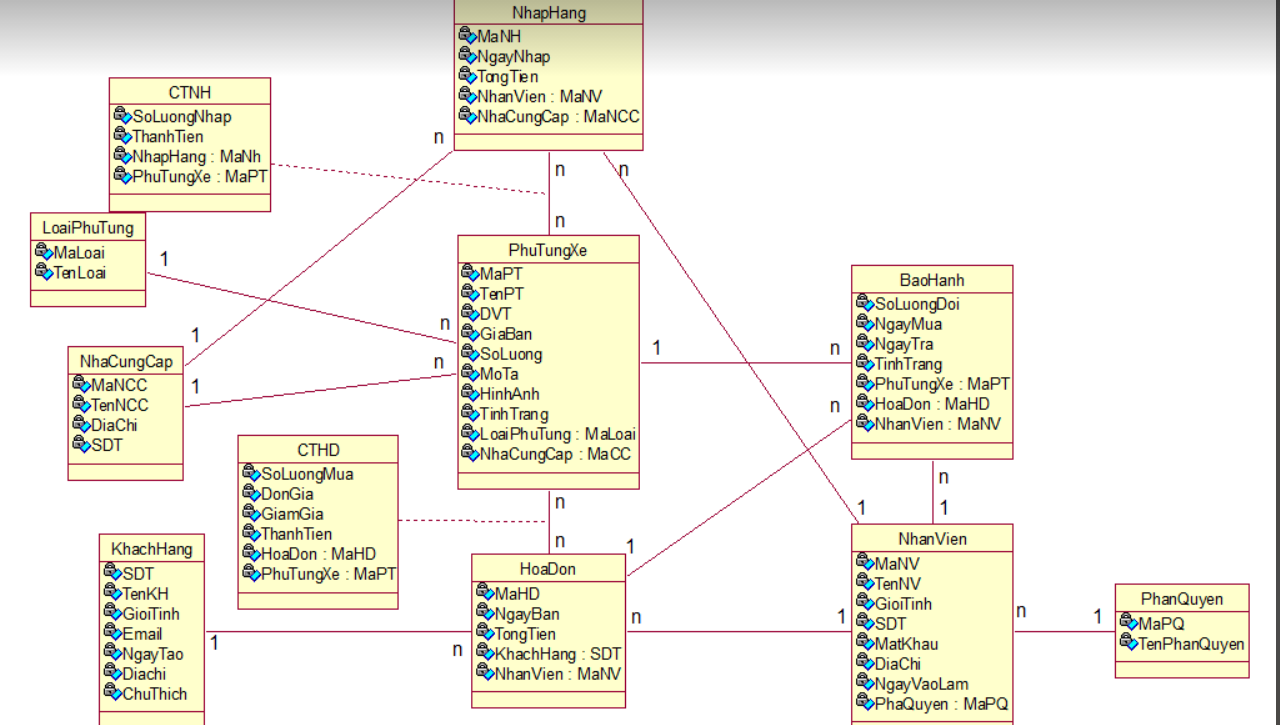 NhapHang
MaNH
NgayNhap
TongTien
NhanVien : MaNV
NhaCungCap : MaNCC
CTNH
SoLuongNhap
ThanhTien
NhapHang : MaNh
PhuTungXe : MaPT
n
n
n
n
LoaiPhuTung
MaLoai
TenLoai
1
PhuTungXe
MaPT
TenPT
DVT
GiaBan
SoLuong
MoTa
HinhAnh
TinhTrang
LoaiPhuTung : MaLoai
NhaCungCap : MaCC
n
n
1
1
NhaCungCap
MaNCC
TenNCC
DiaChi
SDT
BaoHanh
SoLuongDoi
NgayMua
NgayTra
TinhTrang
PhuTungXe : MaPT
HoaDon : MaHD
NhanVien : MaNV
1
n
n
n
1
1
CTHD
SoLuongMua
DonGia
GiamGia
ThanhTien
HoaDon : MaHD
PhuTungXe : MaPT
n
n
1
KhachHang
SDT
TenKH
GioiTinh
Email
NgayTao
Diachi
ChuThich
1
n
HoaDon
MaHD
NgayBan
TongTien
KhachHang : SDT
NhanVien : MaNV
n
1
NhanVien
MaNV
TenNV
GioiTinh
SDT
MatKhau
DiaChi
NgayVaoLam
PhaQuyen : MaPQ
n
1
PhanQuyen
MaPQ
TenPhanQuyen